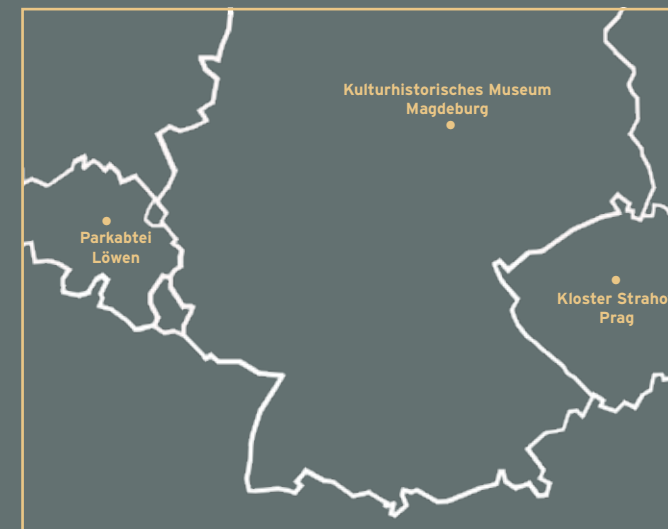 Kulturhistorisches Museum
Magdeburg
Parkabtei
Löwen
Kloster Straho
Prag